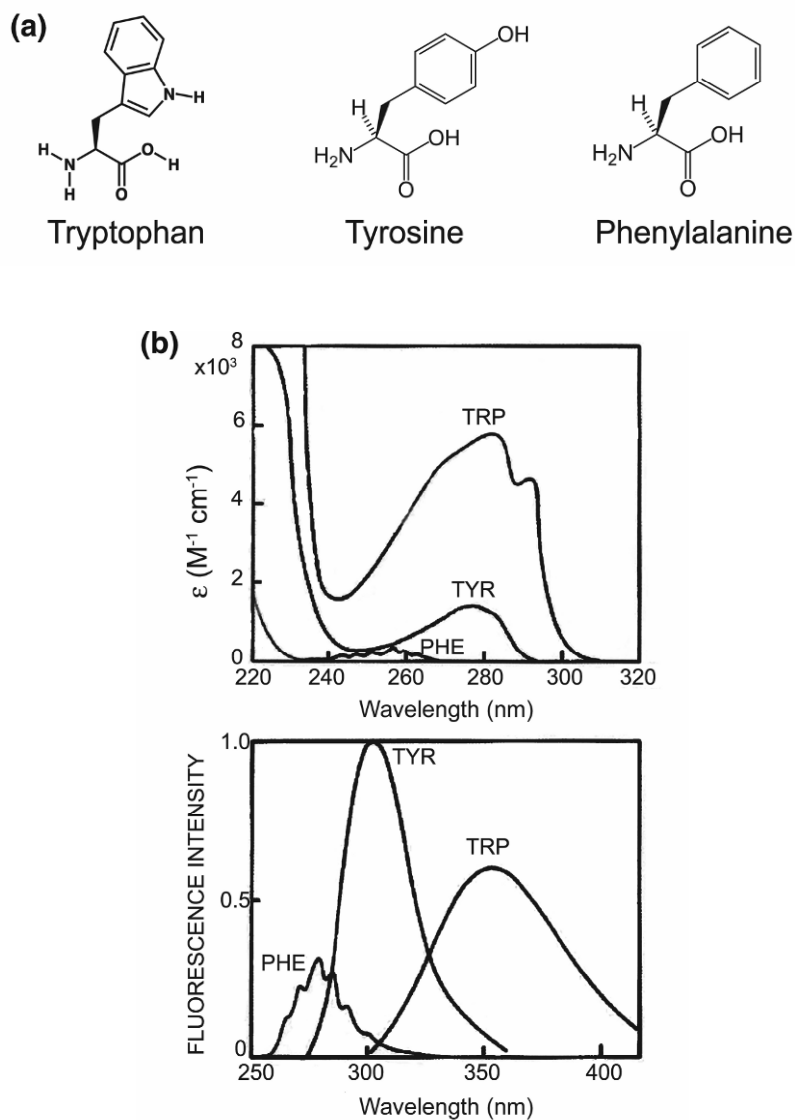 (a)
N-H
H
N
H
O
H
O
Tryptophan
OH
H
H₂N
OH
O
Tyrosine
H
H₂N
OH
O
Phenylalanine
(b)
8
x10³
6
4
2
0
ε (M⁻¹ cm⁻¹)
TRP
TYR
PHE
220 240 260 280 300 320
Wavelength (nm)
1.0
0.5
0
FLUORESCENCE INTENSITY
TYR
TRP
PHE
250 300 350 400
Wavelength (nm)